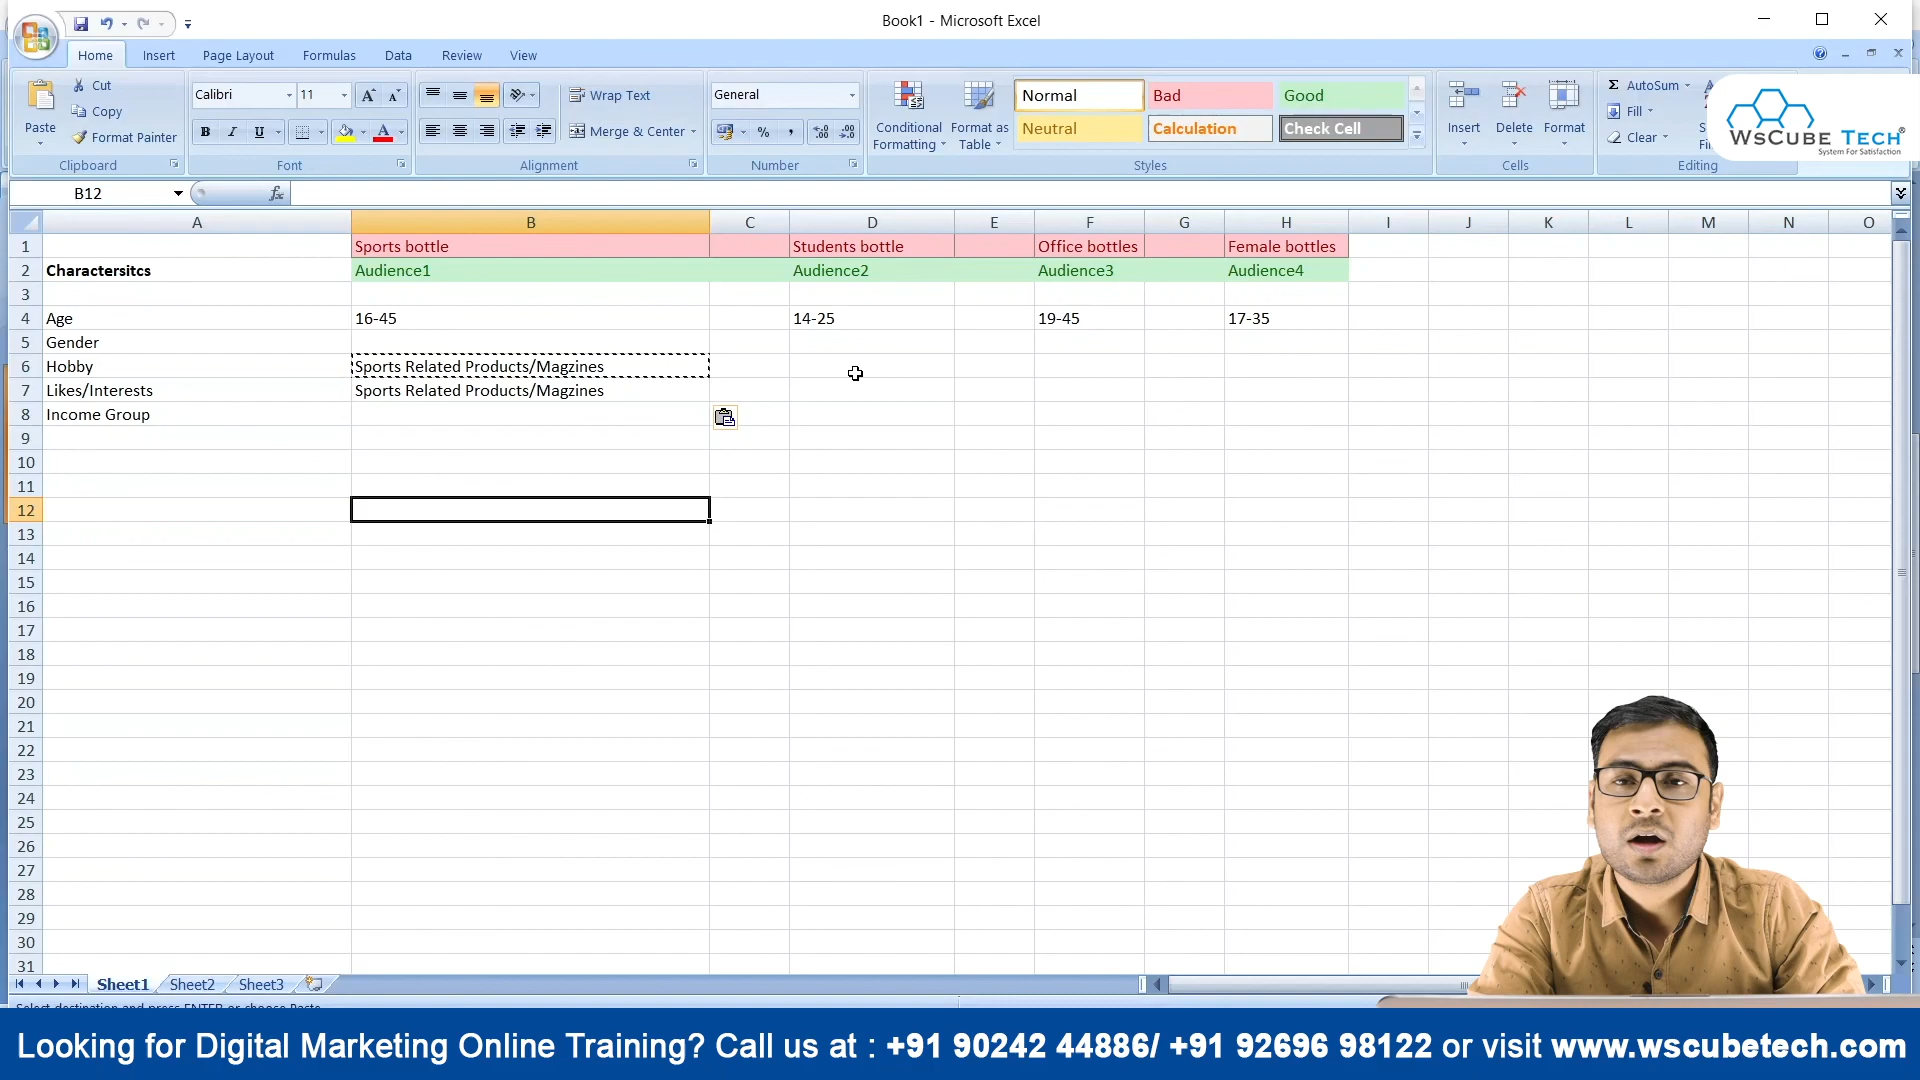 Book1 - Microsoft Excel
Home Insert Page Layout Formulas Data Review View
Paste
Cut
Copy
Format Painter
Clipboard
Calibri 11
B I U
Font
Wrap Text
Merge & Center
Alignment
General
Number
Conditional Formatting
Format as Table
Normal Bad Good
Neutral Calculation Check Cell
Styles
Insert Delete Format
Cells
Σ AutoSum
Fill
Clear
Editing
WsCube Tech®
System For Satisfaction
B12 fx
A B C D E F G H I J K L M N O
1 Sports bottle Students bottle Office bottles Female bottles
2 Charactersitcs Audience1 Audience2 Audience3 Audience4
3
4 Age 16-45 14-25 19-45 17-35
5 Gender
6 Hobby Sports Related Products/Magzines
7 Likes/Interests Sports Related Products/Magzines
8 Income Group
9
10
11
12
13
14
15
16
17
18
19
20
21
22
23
24
25
26
27
28
29
30
31
Sheet1 Sheet2 Sheet3
Select destination and press ENTER or choose Paste
Looking for Digital Marketing Online Training? Call us at : +91 90242 44886/ +91 92696 98122 or visit www.wscubetech.com